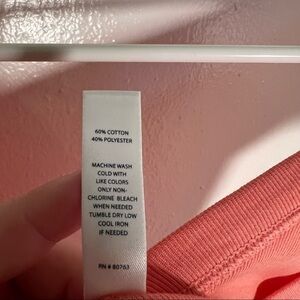 60% COTTON
40% POLYESTER
MACHINE WASH
COLD WITH
LIKE COLORS
ONLY NON-
CHLORINE BLEACH
WHEN NEEDED
TUMBLE DRY LOW
COOL IRON
IF NEEDED
PN # 80763